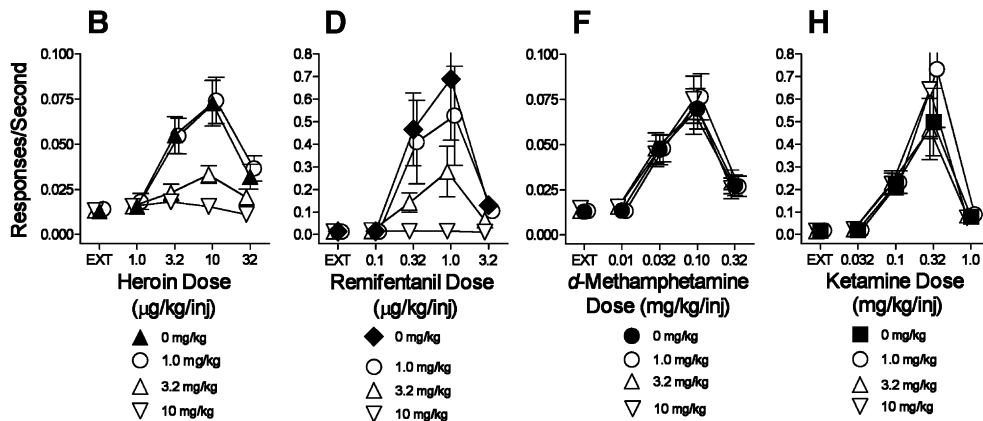 B
D
F
H
Responses/Second
0.100
0.075
0.050
0.025
0.000
EXT 1.0 3.2 10 32
Heroin Dose
(μg/kg/inj)
0 mg/kg
1.0 mg/kg
3.2 mg/kg
10 mg/kg
0.8
0.7
0.6
0.5
0.4
0.3
0.2
0.1
0.0
EXT 0.1 0.32 1.0 3.2
Remifentanil Dose
(μg/kg/inj)
0 mg/kg
1.0 mg/kg
3.2 mg/kg
10 mg/kg
0.100
0.075
0.050
0.025
0.000
EXT 0.01 0.032 0.10 0.32
d-Methamphetamine
Dose (mg/kg/inj)
0 mg/kg
1.0 mg/kg
3.2 mg/kg
10 mg/kg
0.8
0.7
0.6
0.5
0.4
0.3
0.2
0.1
0.0
EXT 0.032 0.1 0.32 1.0
Ketamine Dose
(mg/kg/inj)
0 mg/kg
1.0 mg/kg
3.2 mg/kg
10 mg/kg